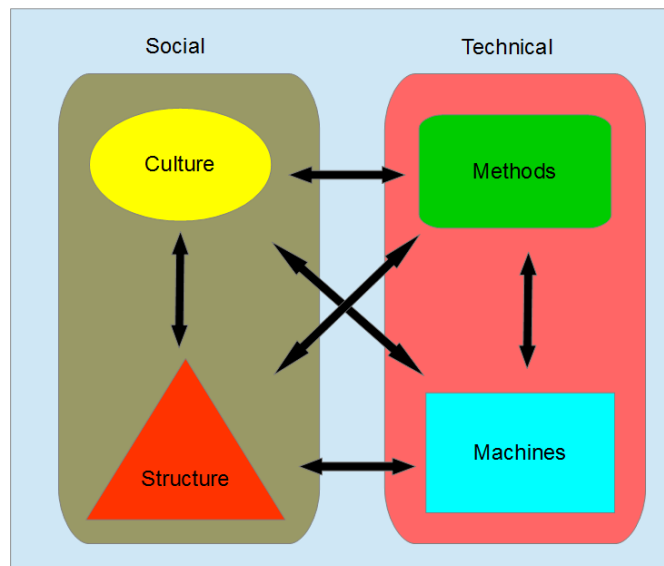 Social
Technical
Culture
Methods
Structure
Machines